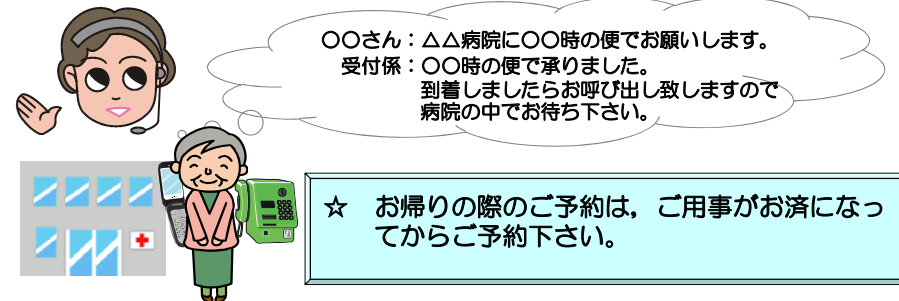 〇〇さん：△△病院に〇〇時の便でお願いします。
受付係：〇〇時の便で承りました。
到着しましたらお呼び出し致しますので
病院の中でお待ち下さい。
☆　お帰りの際のご予約は，ご用事がお済になっ
てからご予約下さい。